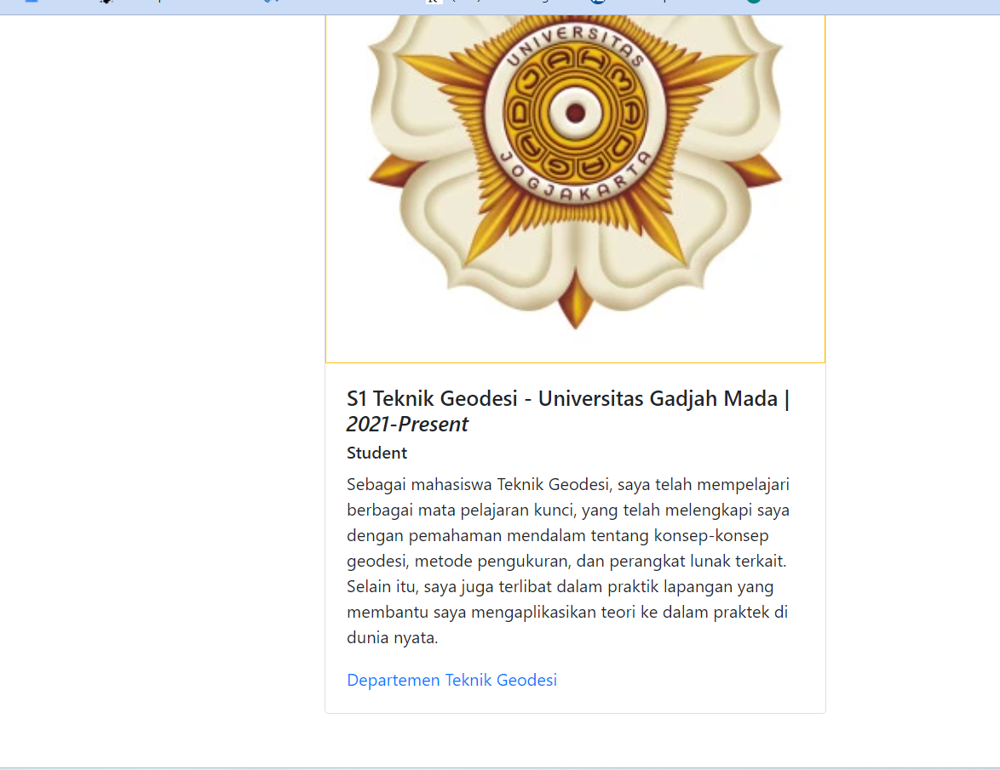 UNIVERSITAS
GADJAH MADA
JOGJAKARTA
S1 Teknik Geodesi - Universitas Gadjah Mada |
2021-Present
Student
Sebagai mahasiswa Teknik Geodesi, saya telah mempelajari
berbagai mata pelajaran kunci, yang telah melengkapi saya
dengan pemahaman mendalam tentang konsep-konsep
geodesi, metode pengukuran, dan perangkat lunak terkait.
Selain itu, saya juga terlibat dalam praktik lapangan yang
membantu saya mengaplikasikan teori ke dalam praktek di
dunia nyata.
Departemen Teknik Geodesi